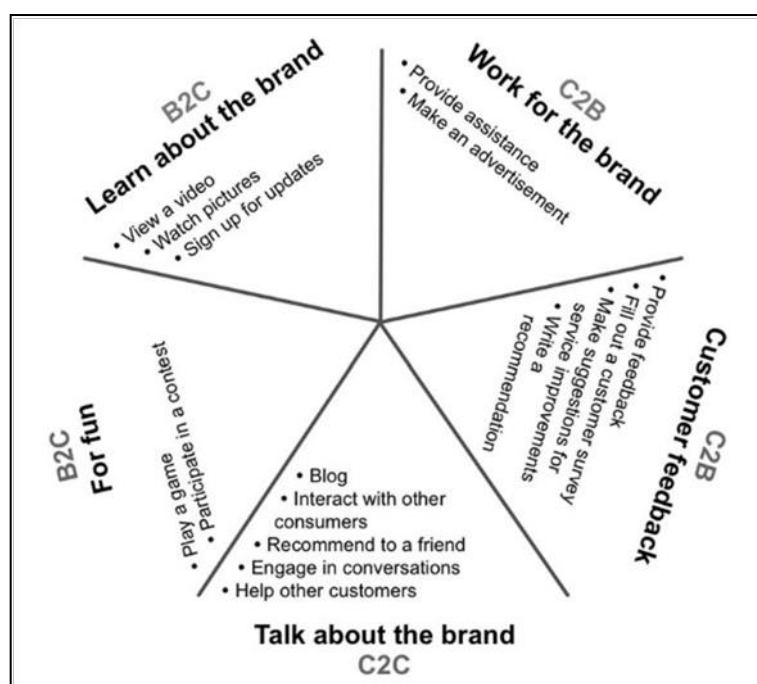 B2C
Learn about the brand
• View a video
• Watch pictures
• Sign up for updates
C2B
Work for the brand
• Provide assistance
• Make an advertisement
C2B
Customer feedback
• Provide feedback
• Fill out a customer survey
• Make suggestions for
service improvements
• Write a
recommendation
• Blog
• Interact with other
consumers
• Recommend to a friend
• Engage in conversations
• Help other customers
Talk about the brand
C2C
B2C
For fun
• Play a game
• Participate in a contest